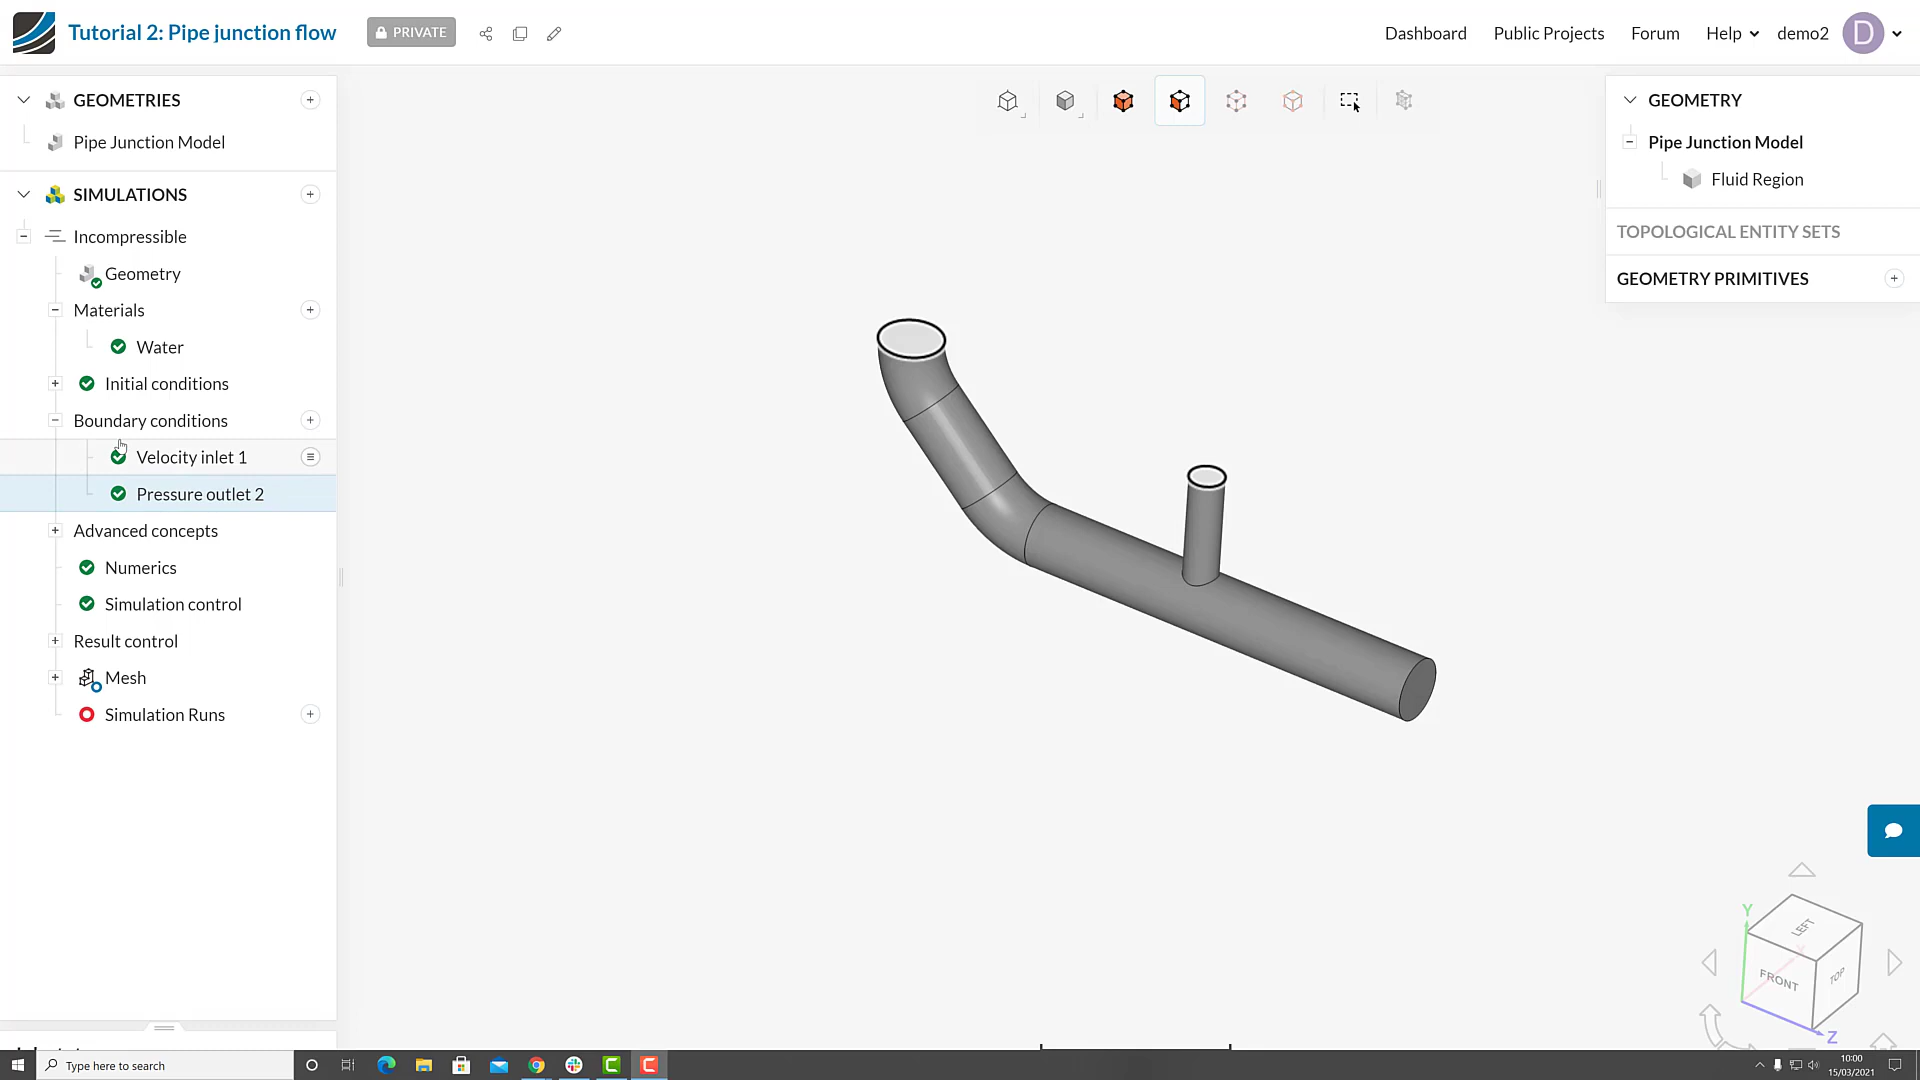 Tutorial 2: Pipe junction flow
PRIVATE
Dashboard
Public Projects
Forum
Help
demo2
D
GEOMETRIES
Pipe Junction Model
SIMULATIONS
Incompressible
Geometry
Materials
Water
Initial conditions
Boundary conditions
Velocity inlet 1
Pressure outlet 2
Advanced concepts
Numerics
Simulation control
Result control
Mesh
Simulation Runs
GEOMETRY
Pipe Junction Model
Fluid Region
TOPOLOGICAL ENTITY SETS
GEOMETRY PRIMITIVES
Y
LEFT
FRONT
TOP
Z
Type here to search
10:00
15/03/2021